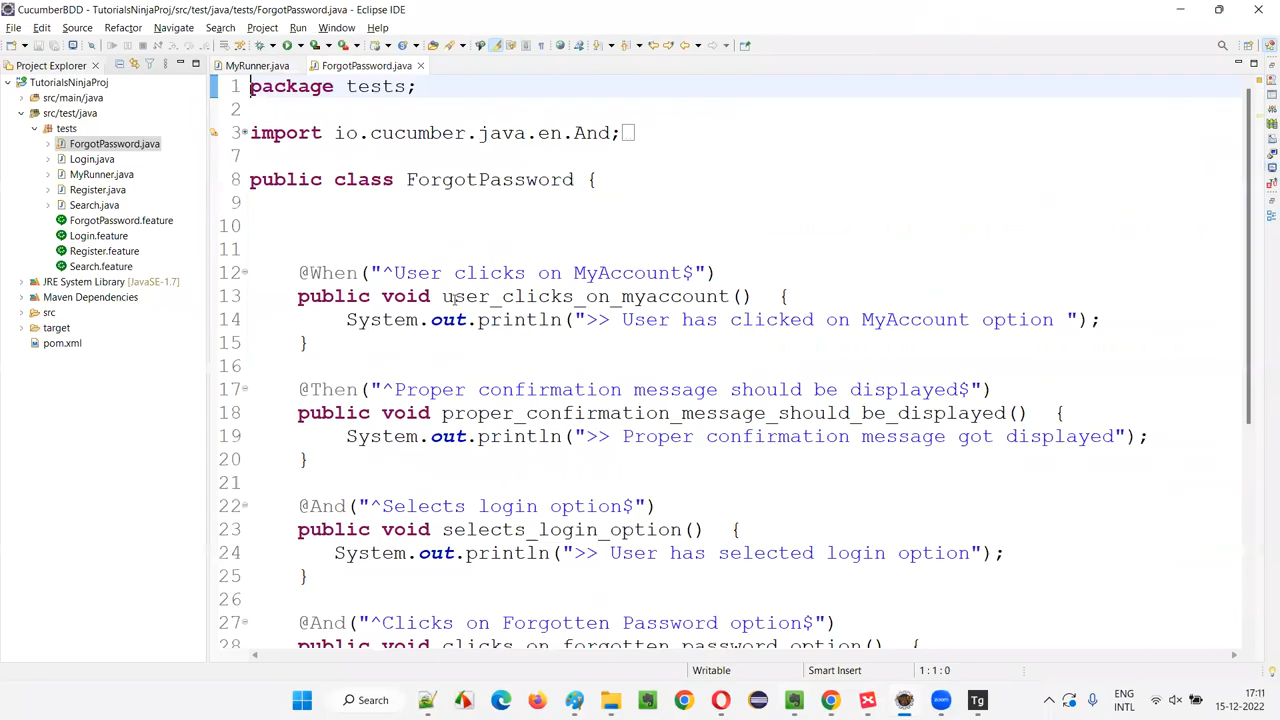 CucumberBDD - TutorialsNinjaProj/src/test/java/tests/ForgotPassword.java - Eclipse IDE
File Edit Source Refactor Navigate Search Project Run Window Help
Project Explorer
MyRunner.java
ForgotPassword.java
TutorialsNinjaProj
src/main/java
src/test/java
tests
ForgotPassword.java
Login.java
MyRunner.java
Register.java
Search.java
ForgotPassword.feature
Login.feature
Register.feature
Search.feature
JRE System Library [JavaSE-1.7]
Maven Dependencies
src
target
pom.xml
1 package tests;
2
3 import io.cucumber.java.en.And;
7
8 public class ForgotPassword {
9
10
11
12 @When("^User clicks on MyAccount$")
13 public void user_clicks_on_myaccount() {
14 System.out.println(">> User has clicked on MyAccount option ");
15 }
16
17 @Then("^Proper confirmation message should be displayed$")
18 public void proper_confirmation_message_should_be_displayed() {
19 System.out.println(">> Proper confirmation message got displayed");
20 }
21
22 @And("^Selects login option$")
23 public void selects_login_option() {
24 System.out.println(">> User has selected login option");
25 }
26
27 @And("^Clicks on Forgotten Password option$")
28 public void clicks_on_forgotten_password_option() {
Writable Smart Insert 1 : 1 : 0
Search
zoom
Tg
ENG
INTL
17:11
15-12-2022